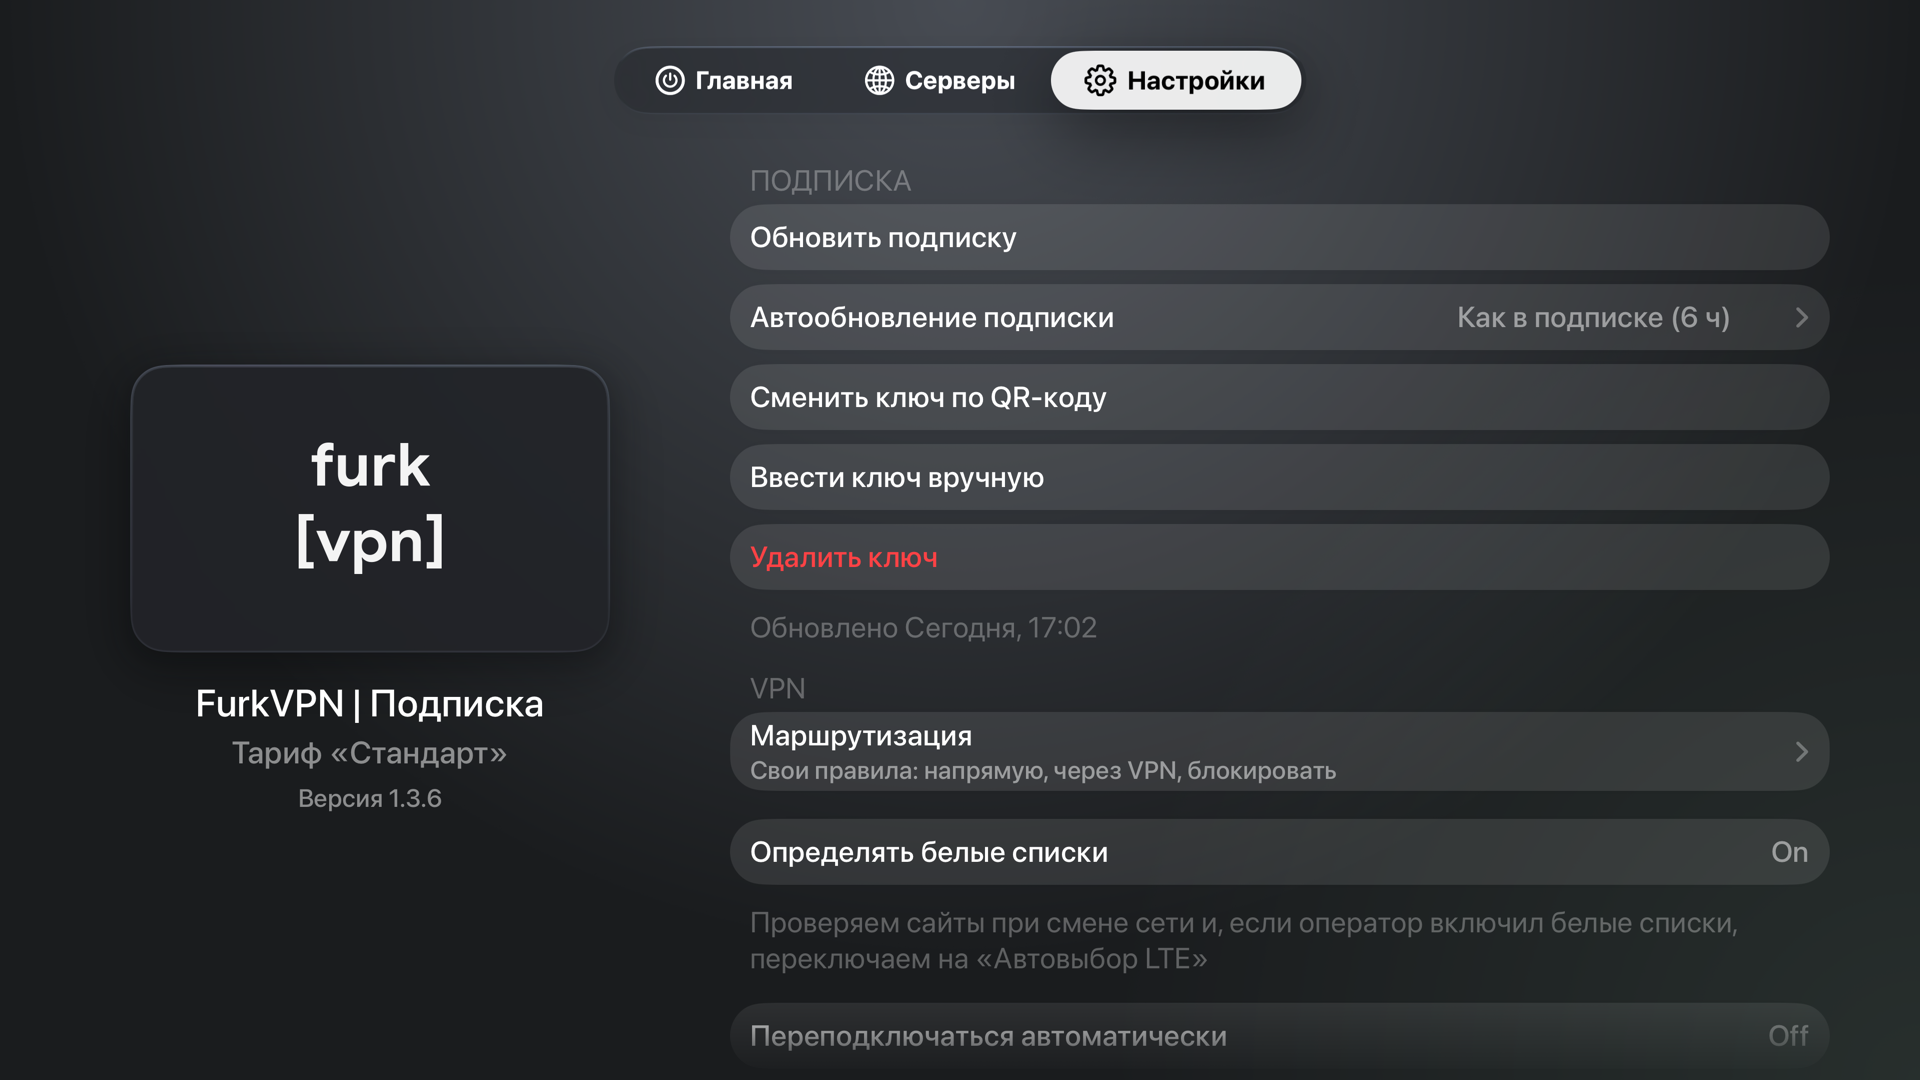 Главная
Серверы
Настройки
ПОДПИСКА
Обновить подписку
Автообновление подписки
Как в подписке (6 ч)
Сменить ключ по QR-коду
Ввести ключ вручную
Удалить ключ
Обновлено Сегодня, 17:02
furk
[vpn]
FurkVPN | Подписка
Тариф «Стандарт»
Версия 1.3.6
VPN
Маршрутизация
Свои правила: напрямую, через VPN, блокировать
Определять белые списки
On
Проверяем сайты при смене сети и, если оператор включил белые списки,
переключаем на «Автовыбор LTE»
Переподключаться автоматически
Off